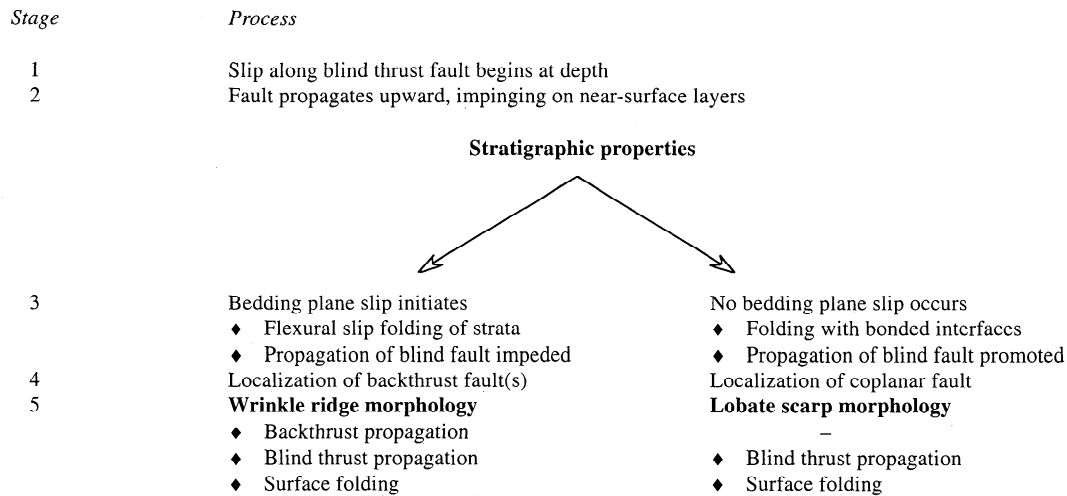 Stage Process
1 Slip along blind thrust fault begins at depth
2 Fault propagates upward, impinging on near-surface layers
Stratigraphic properties
3 Bedding plane slip initiates No bedding plane slip occurs
♦ Flexural slip folding of strata ♦ Folding with bonded interfaces
♦ Propagation of blind fault impeded ♦ Propagation of blind fault promoted
4 Localization of backthrust fault(s) Localization of coplanar fault
5 Wrinkle ridge morphology Lobate scarp morphology
♦ Backthrust propagation –
♦ Blind thrust propagation ♦ Blind thrust propagation
♦ Surface folding ♦ Surface folding